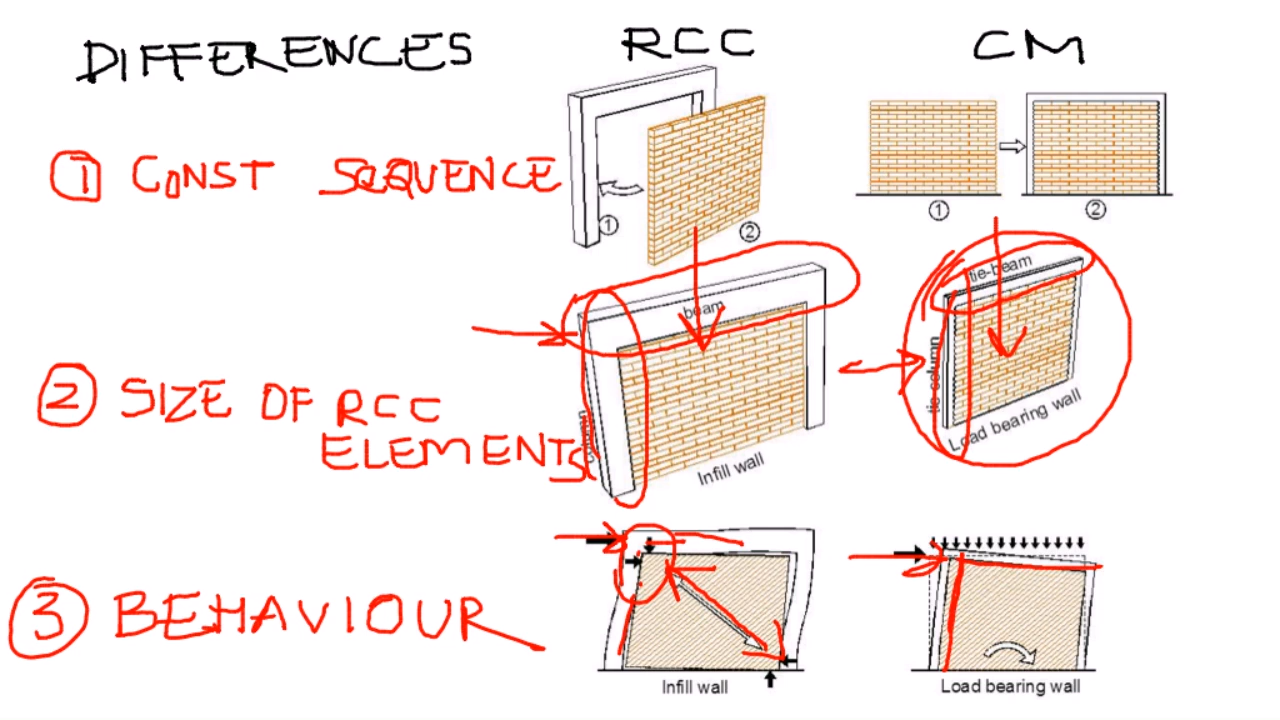 DIFFERENCES
RCC
CM
① CONST SEQUENCE
①
②
①
②
beam
Infill wall
tie-beam
tie-column
Load bearing wall
② SIZE OF RCC
ELEMENTS
③ BEHAVIOUR
Infill wall
Load bearing wall